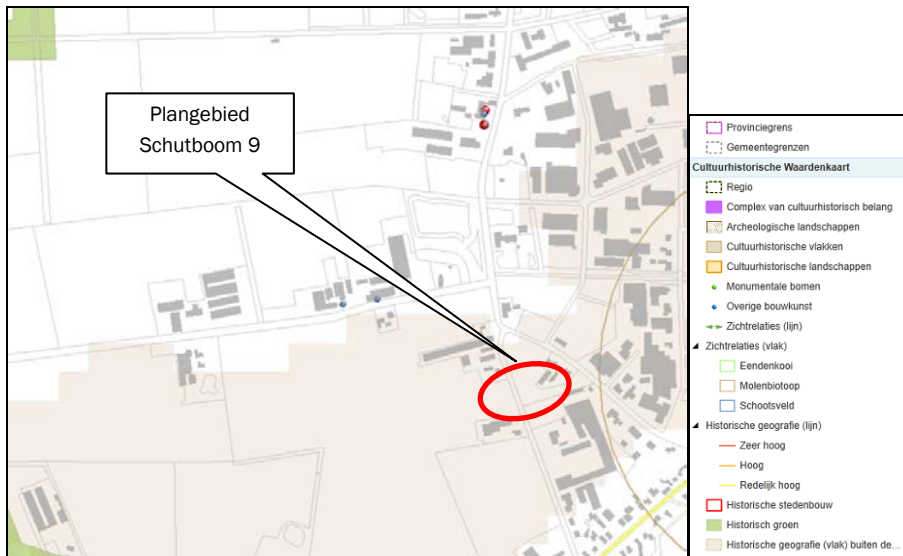 Plangebied
Schutboom 9
Provinciegrens
Gemeentegrenzen
Cultuurhistorische Waardenkaart
Regio
Complex van cultuurhistorisch belang
Archeologische landschappen
Cultuurhistorische vlakken
Cultuurhistorische landschappen
Monumentale bomen
Overige bouwkunst
Zichtrelaties (lijn)
Zichtrelaties (vlak)
Eendenkooi
Molenbiotoop
Schootsveld
Historische geografie (lijn)
Zeer hoog
Hoog
Redelijk hoog
Historische stedenbouw
Historisch groen
Historische geografie (vlak) buiten de...